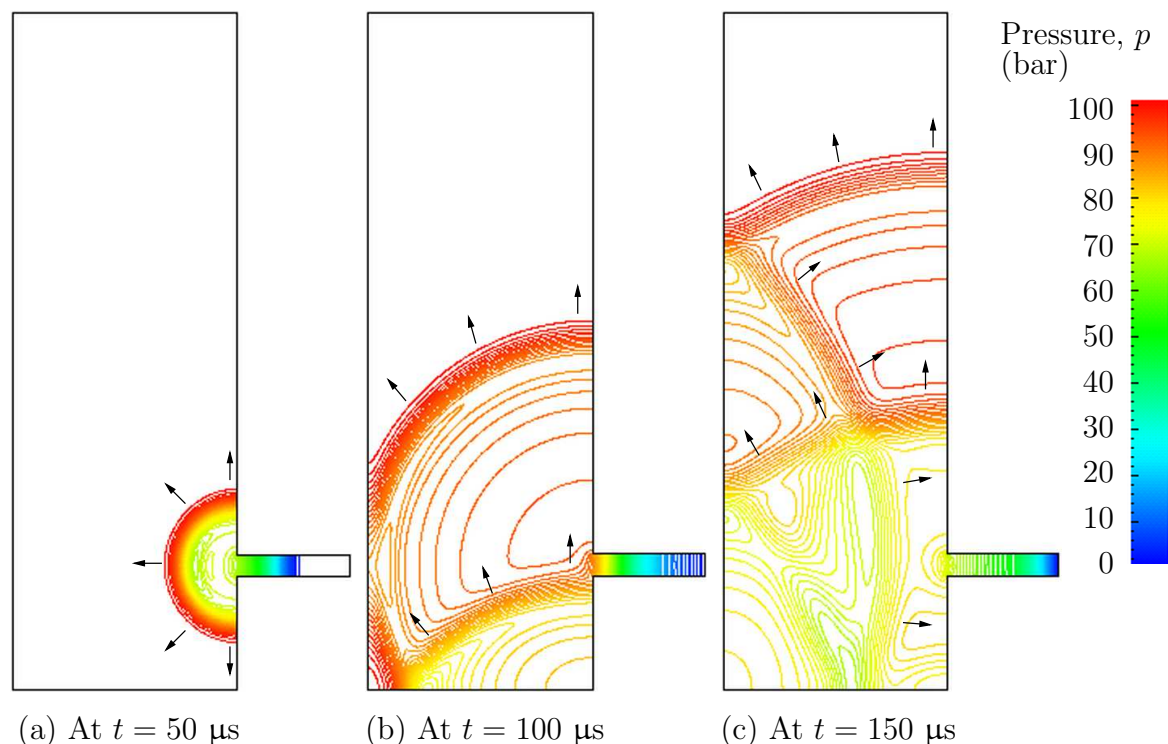 Pressure, p
(bar)
100
90
80
70
60
50
40
30
20
10
0
(a) At t = 50 μs
(b) At t = 100 μs
(c) At t = 150 μs